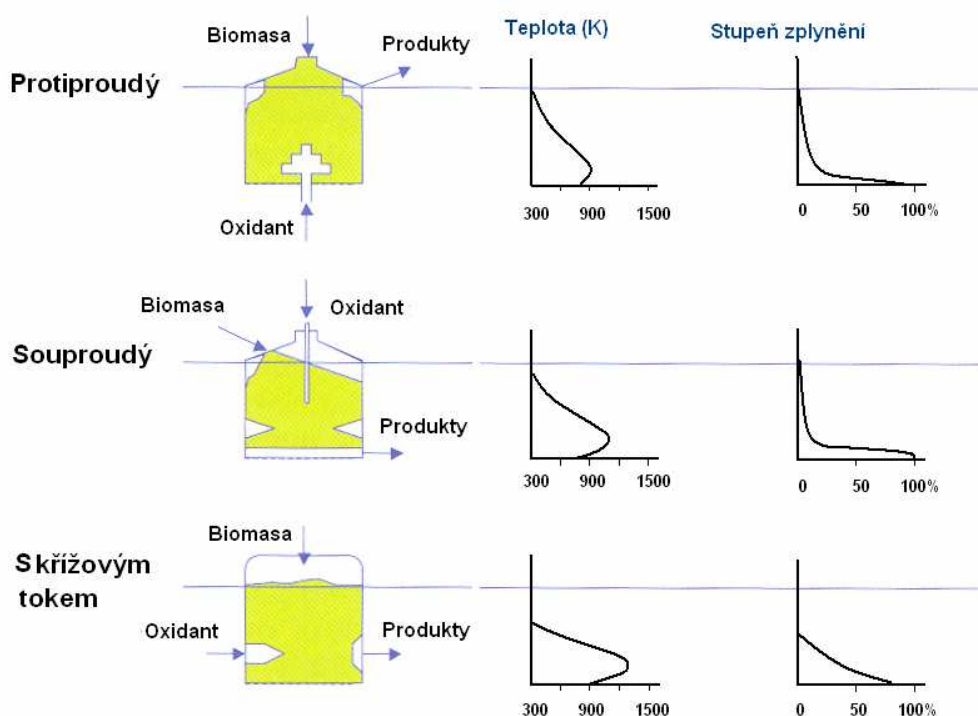 Teplota (K)
Stupeň zplynění
Biomasa
Produkty
Protiproudý
Oxidant
300 900 1500
0 50 100%
Biomasa
Oxidant
Souproudý
Produkty
300 900 1500
0 50 100%
Biomasa
S křížovým
tokem
Oxidant
Produkty
300 900 1500
0 50 100%